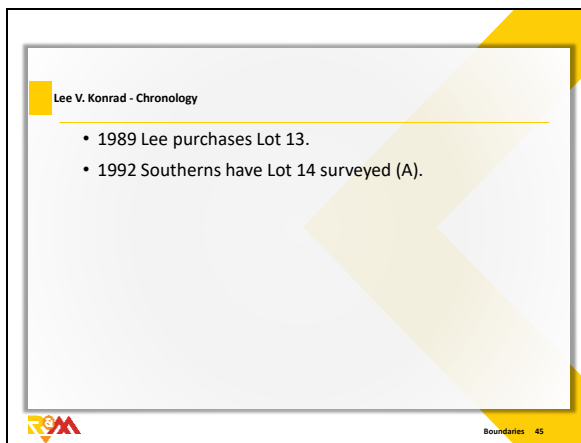 Lee V. Konrad - Chronology
• 1989 Lee purchases Lot 13.
• 1992 Southerns have Lot 14 surveyed (A).
R&M
Boundaries 45